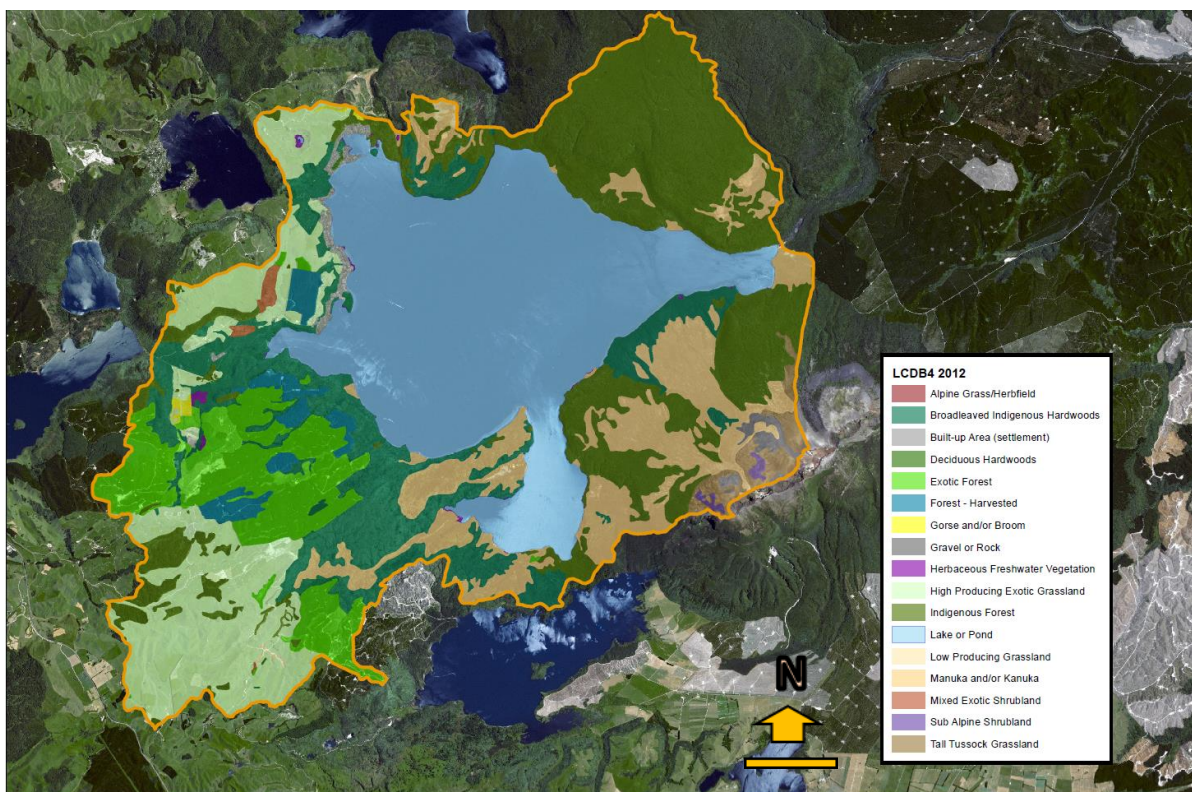 LCDB4 2012
Alpine Grass/Herbfield
Broadleaved Indigenous Hardwoods
Built-up Area (settlement)
Deciduous Hardwoods
Exotic Forest
Forest - Harvested
Gorse and/or Broom
Gravel or Rock
Herbaceous Freshwater Vegetation
High Producing Exotic Grassland
Indigenous Forest
Lake or Pond
Low Producing Grassland
Manuka and/or Kanuka
Mixed Exotic Shrubland
Sub Alpine Shrubland
Tall Tussock Grassland
N